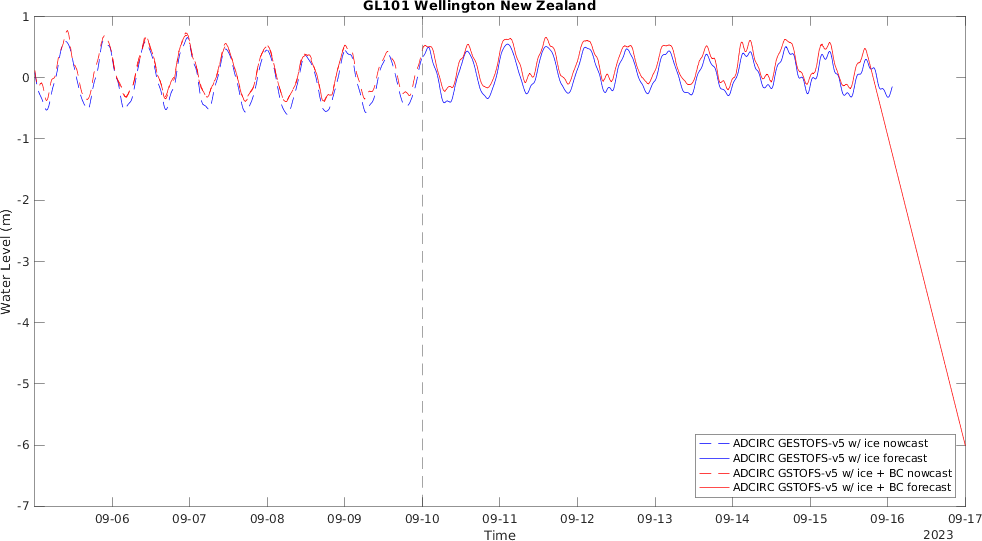 GL101 Wellington New Zealand
1
0
-1
-2
-3
-4
-5
-6
-7
Water Level (m)
ADCIRC GESTOFS-v5 w/ ice nowcast
ADCIRC GESTOFS-v5 w/ ice forecast
ADCIRC GSTOFS-v5 w/ ice + BC nowcast
ADCIRC GSTOFS-v5 w/ ice + BC forecast
09-06 09-07 09-08 09-09 09-10 09-11 09-12 09-13 09-14 09-15 09-16 09-17
Time
2023